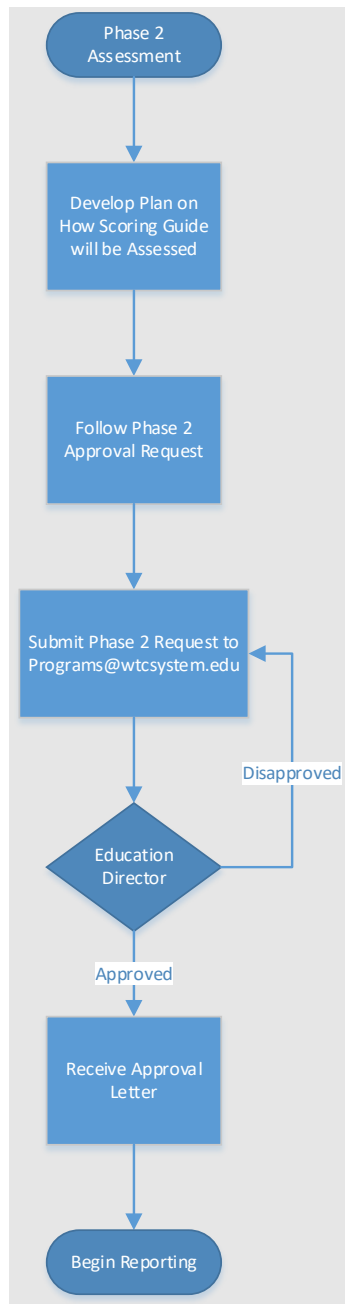 Phase 2
Assessment
Develop Plan on
How Scoring Guide
will be Assessed
Follow Phase 2
Approval Request
Submit Phase 2 Request to
Programs@wtcsystem.edu
Disapproved
Education
Director
Approved
Receive Approval
Letter
Begin Reporting